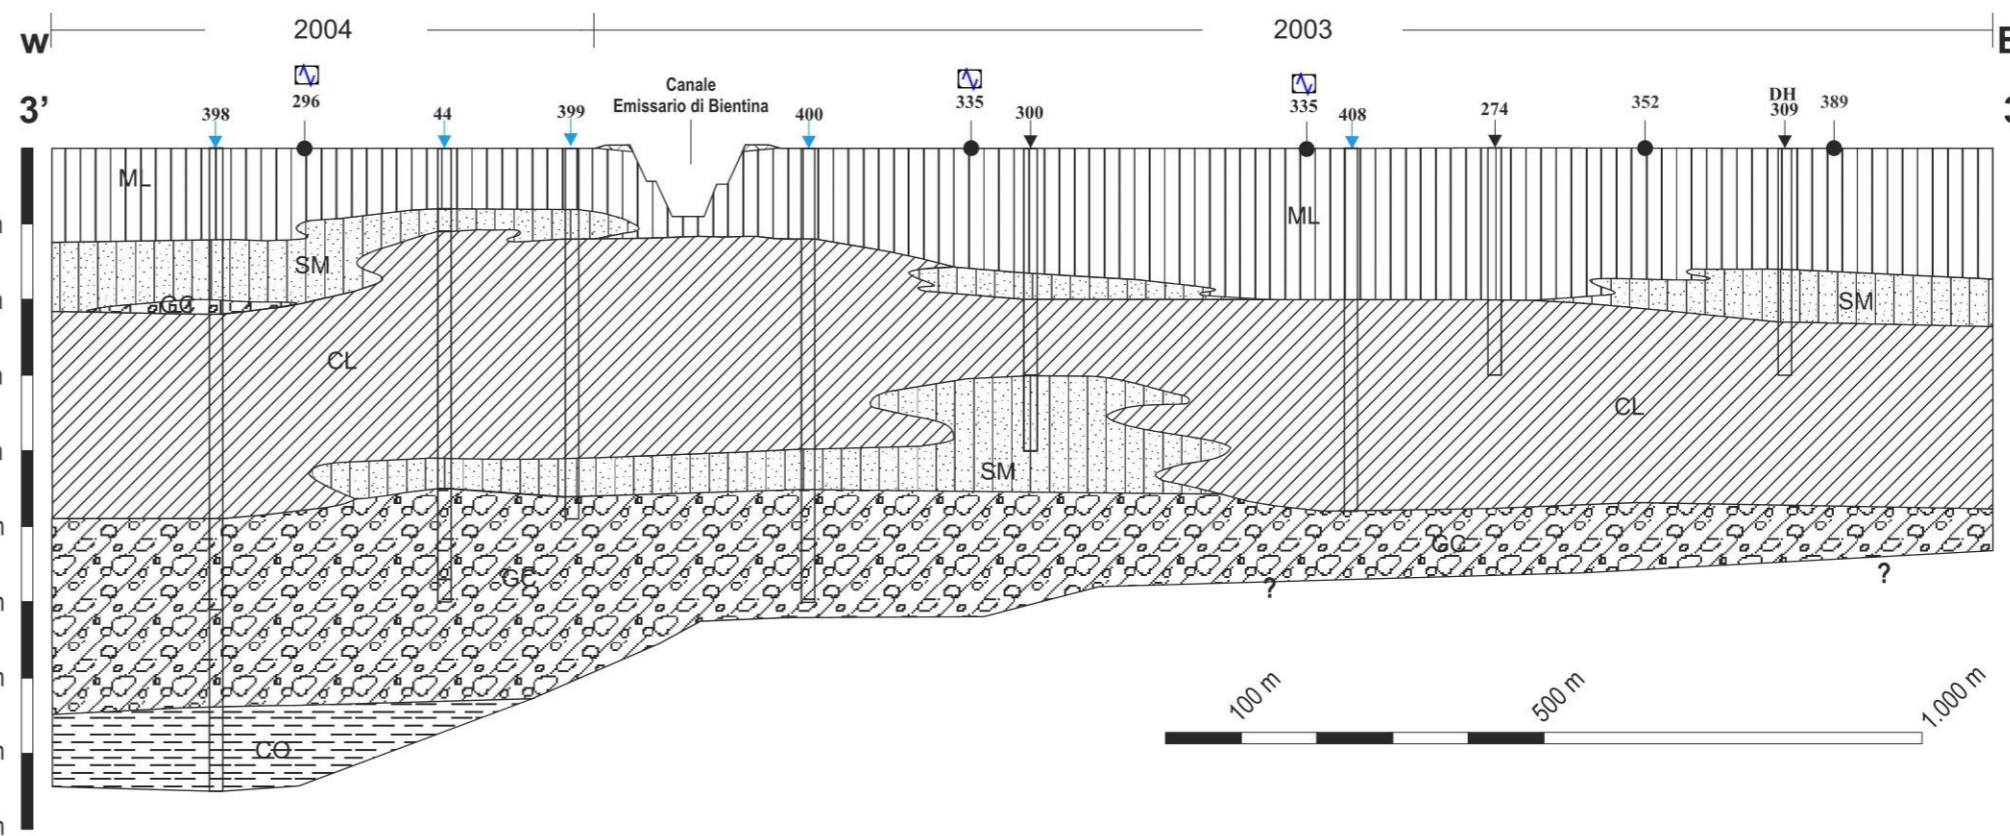 2004
2003
W
E
3'
3
398
296
44
399
Canale
Emissario di Bientina
400
335
300
335
408
274
352
DH
309
389
ML
ML
SM
GC
SM
CL
CL
SM
GC
GC
?
?
CO
100 m
500 m
1.000 m